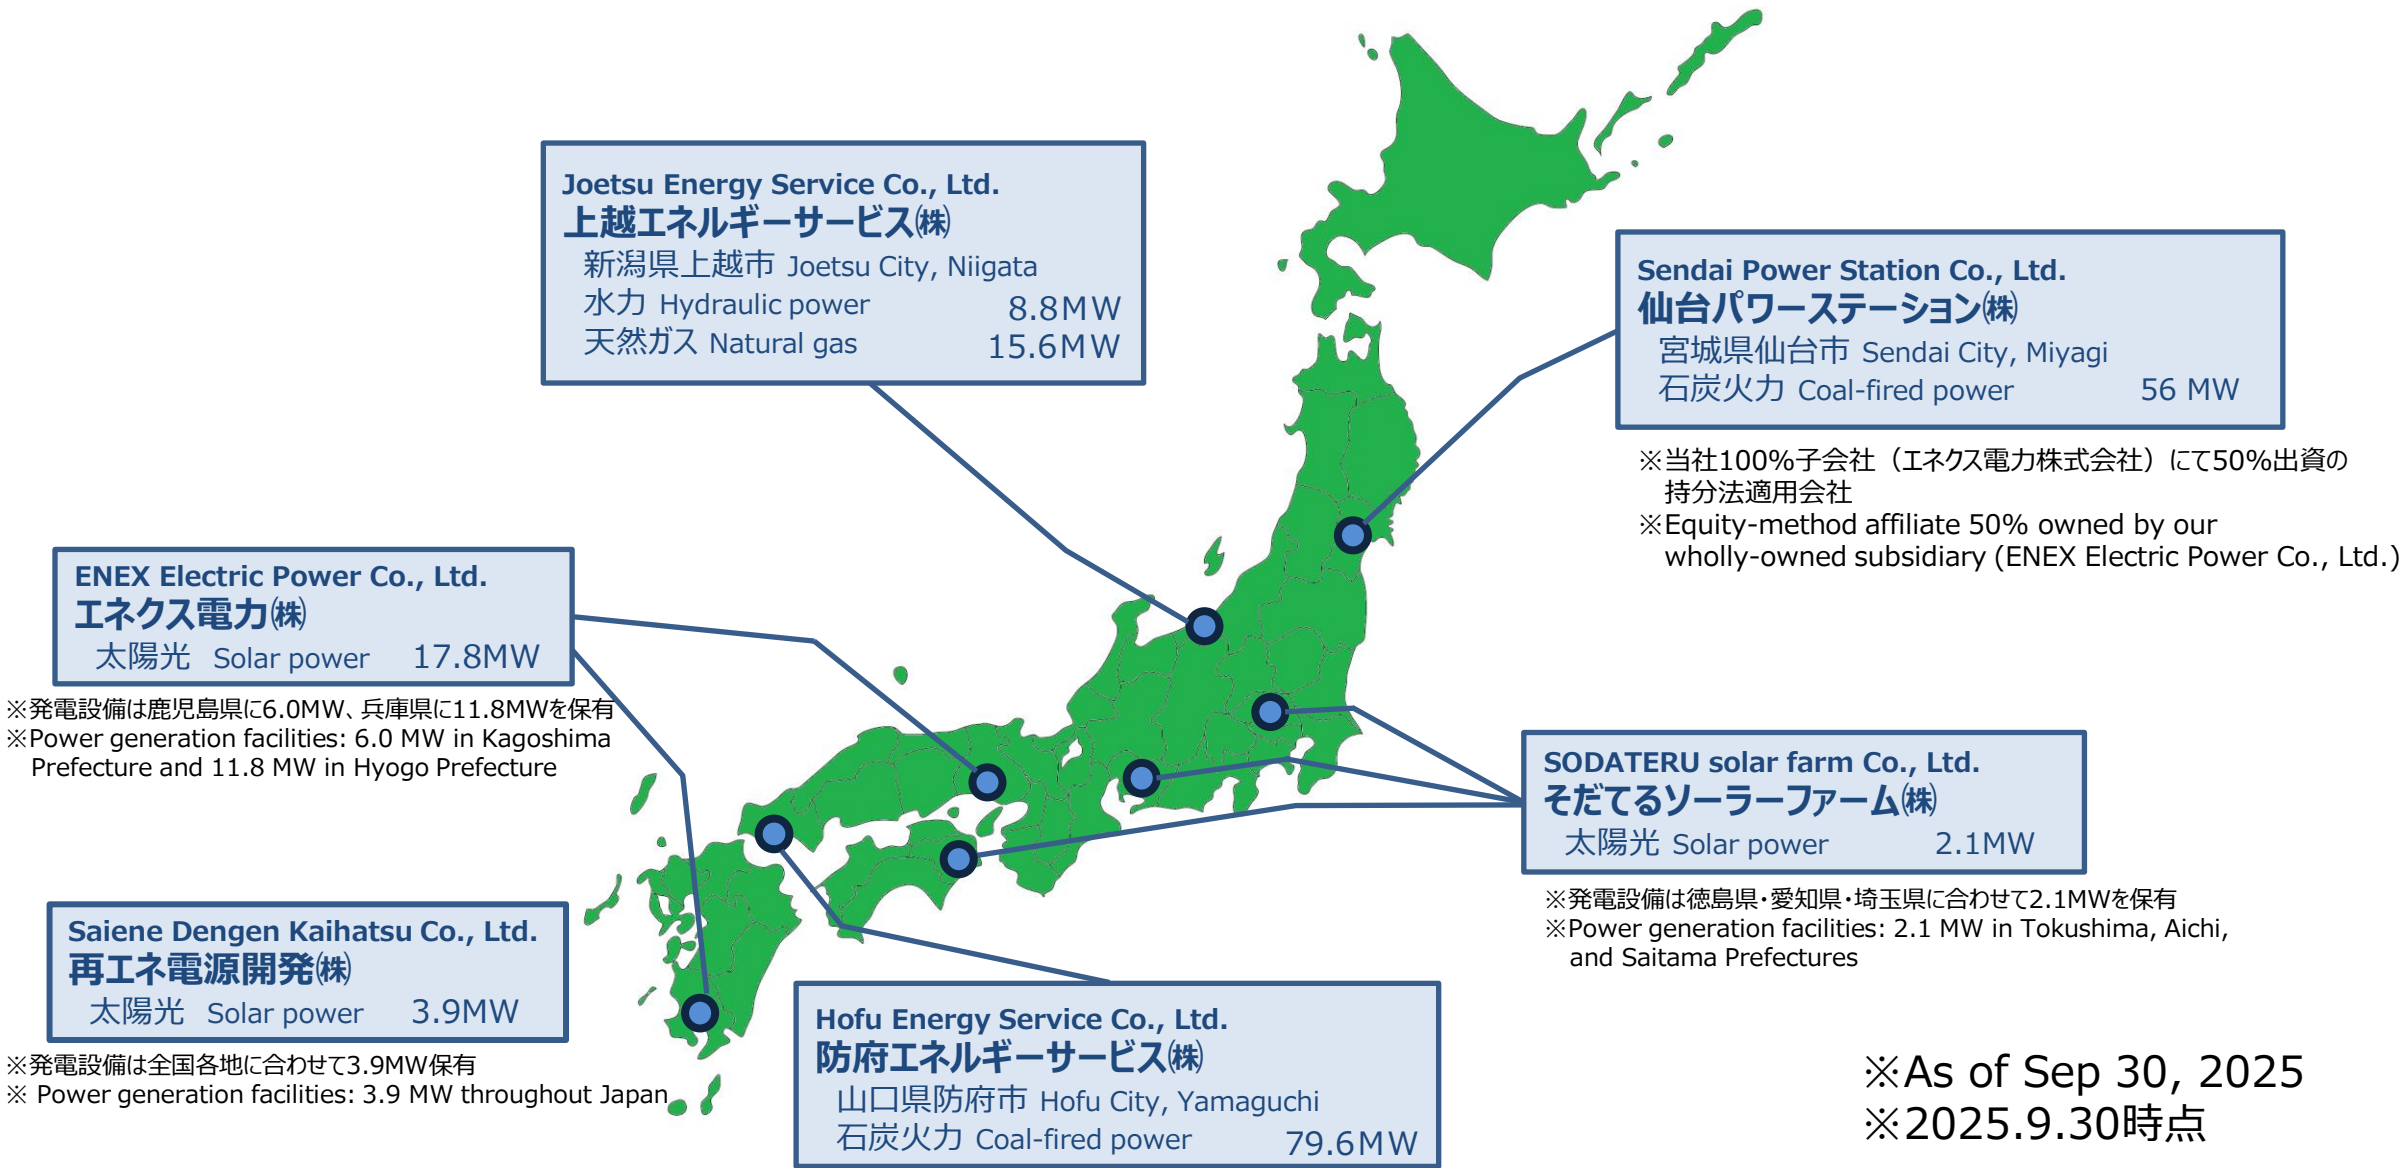 Joetsu Energy Service Co., Ltd.
上越エネルギーサービス㈱
新潟県上越市 Joetsu City, Niigata
水力 Hydraulic power 8.8MW
天然ガス Natural gas 15.6MW
Sendai Power Station Co., Ltd.
仙台パワーステーション㈱
宮城県仙台市 Sendai City, Miyagi
石炭火力 Coal-fired power 56 MW
※当社100%子会社（エネクス電力株式会社）にて50%出資の
持分法適用会社
※Equity-method affiliate 50% owned by our
wholly-owned subsidiary (ENEX Electric Power Co., Ltd.)
ENEX Electric Power Co., Ltd.
エネクス電力㈱
太陽光 Solar power 17.8MW
※発電設備は鹿児島県に6.0MW、兵庫県に11.8MWを保有
※Power generation facilities: 6.0 MW in Kagoshima
Prefecture and 11.8 MW in Hyogo Prefecture
SODATERU solar farm Co., Ltd.
そだてるソーラーファーム㈱
太陽光 Solar power 2.1MW
※発電設備は徳島県・愛知県・埼玉県に合わせて2.1MWを保有
※Power generation facilities: 2.1 MW in Tokushima, Aichi,
and Saitama Prefectures
Saiene Dengen Kaihatsu Co., Ltd.
再エネ電源開発㈱
太陽光 Solar power 3.9MW
※発電設備は全国各地に合わせて3.9MW保有
※ Power generation facilities: 3.9 MW throughout Japan
Hofu Energy Service Co., Ltd.
防府エネルギーサービス㈱
山口県防府市 Hofu City, Yamaguchi
石炭火力 Coal-fired power 79.6MW
※As of Sep 30, 2025
※2025.9.30時点